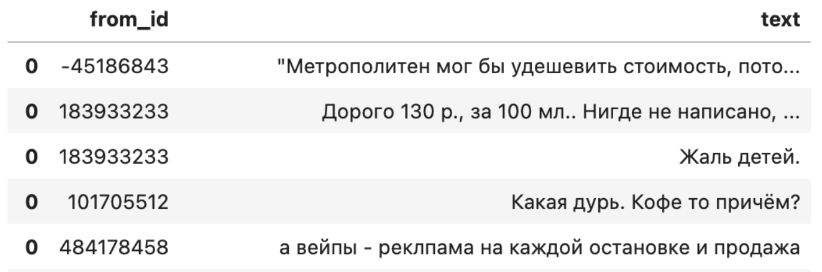 from_id text
0 -45186843 "Метрополитен мог бы удешевить стоимость, пото...
0 183933233 Дорого 130 р., за 100 мл.. Нигде не написано, ...
0 183933233 Жаль детей.
0 101705512 Какая дурь. Кофе то причём?
0 484178458 а вейпы - реклпама на каждой остановке и продажа